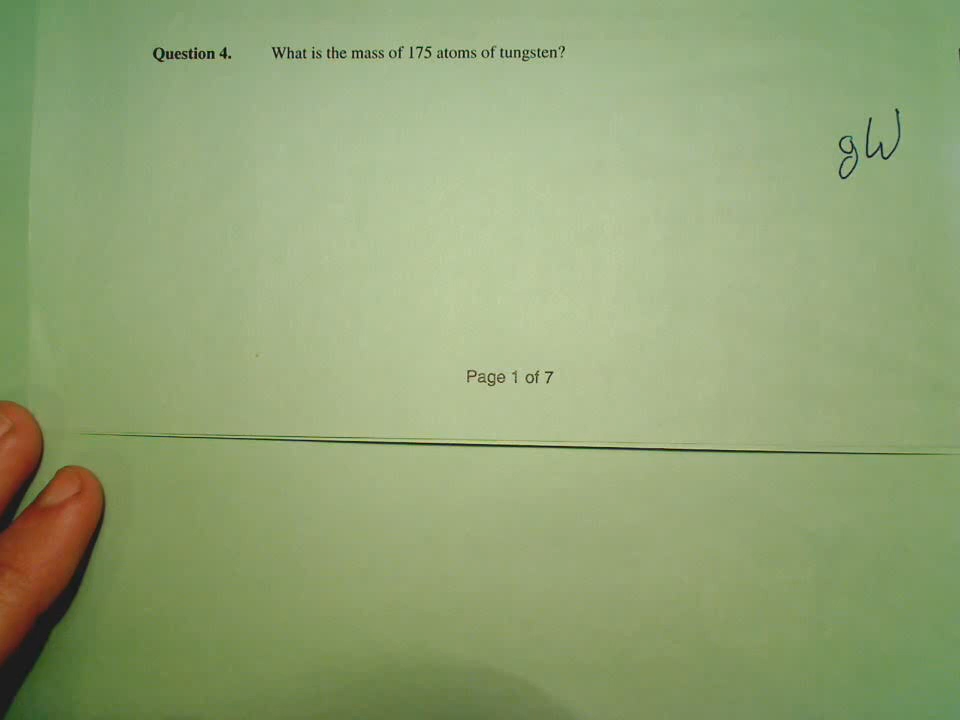 Question 4. What is the mass of 175 atoms of tungsten?
gW
Page 1 of 7